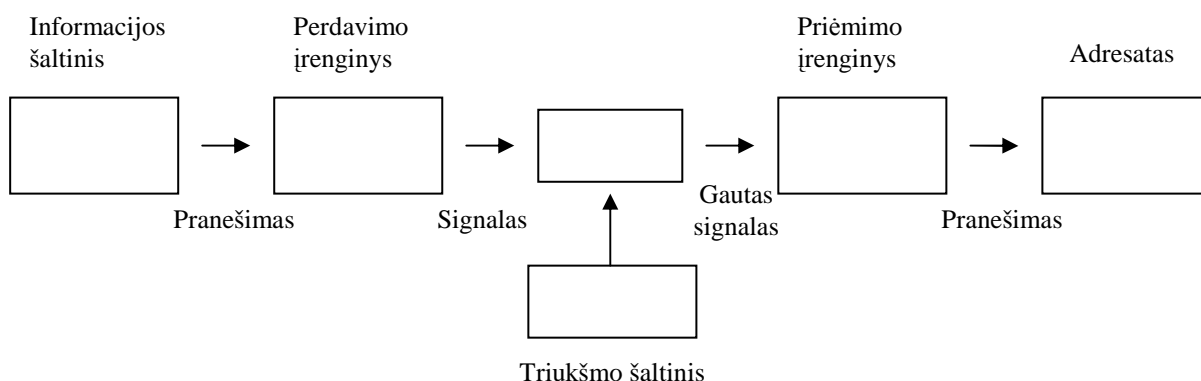 Informacijos
šaltinis
Perdavimo
įrenginys
Priėmimo
įrenginys
Adresatas
Pranešimas
Signalas
Gautas
signalas
Pranešimas
Triukšmo šaltinis